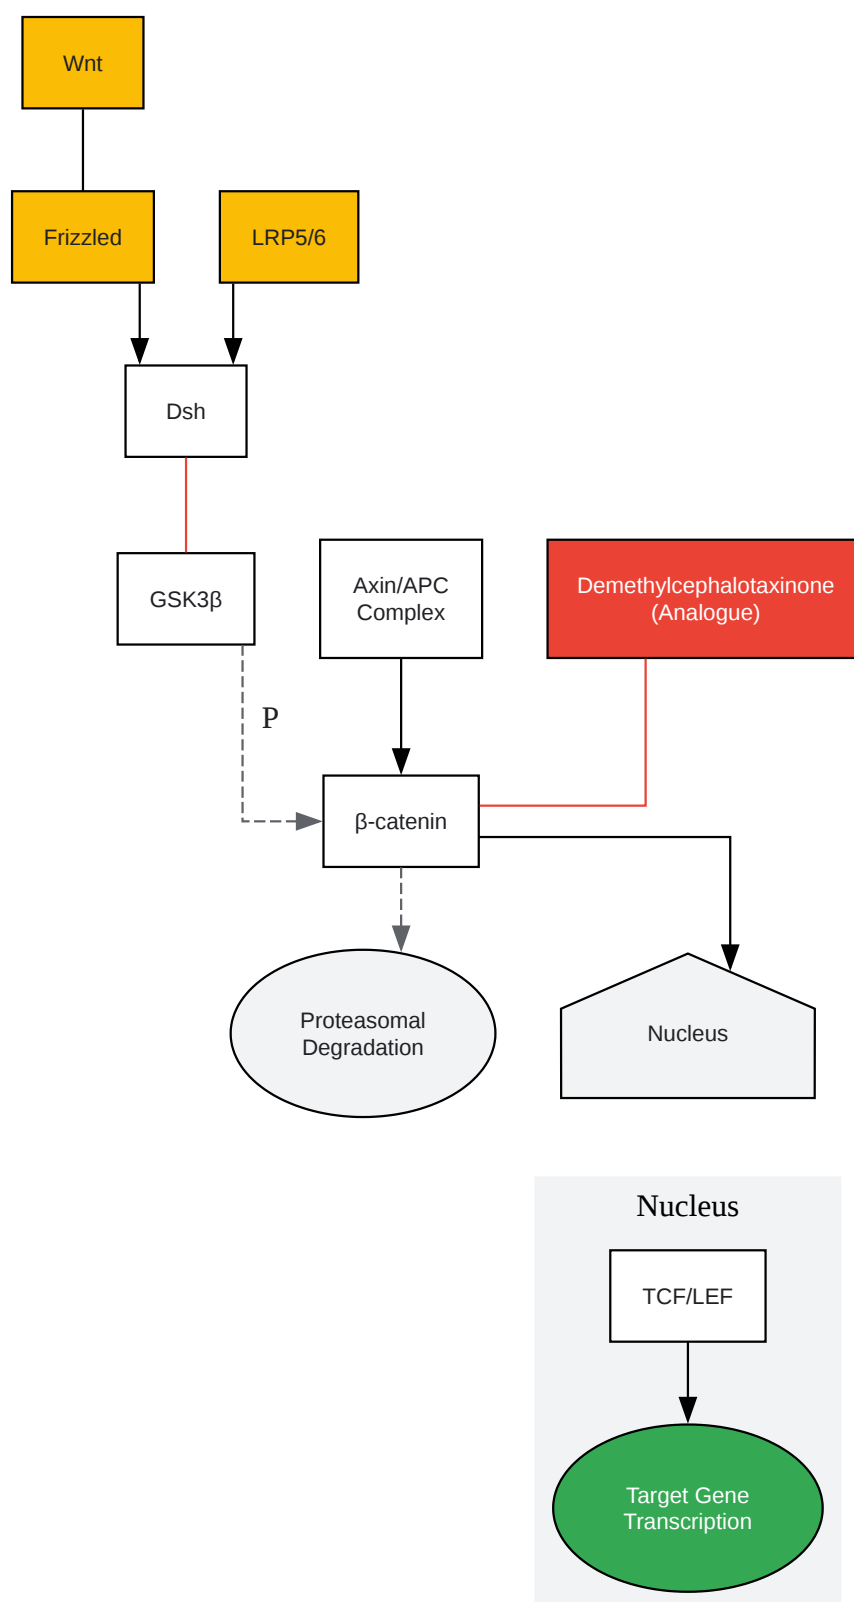 Wnt
Frizzled
LRP5/6
Dsh
GSK3β
Axin/APC
Complex
Demethylcephalotaxinone
(Analogue)
P
β-catenin
Proteasomal
Degradation
Nucleus
Nucleus
TCF/LEF
Target Gene
Transcription